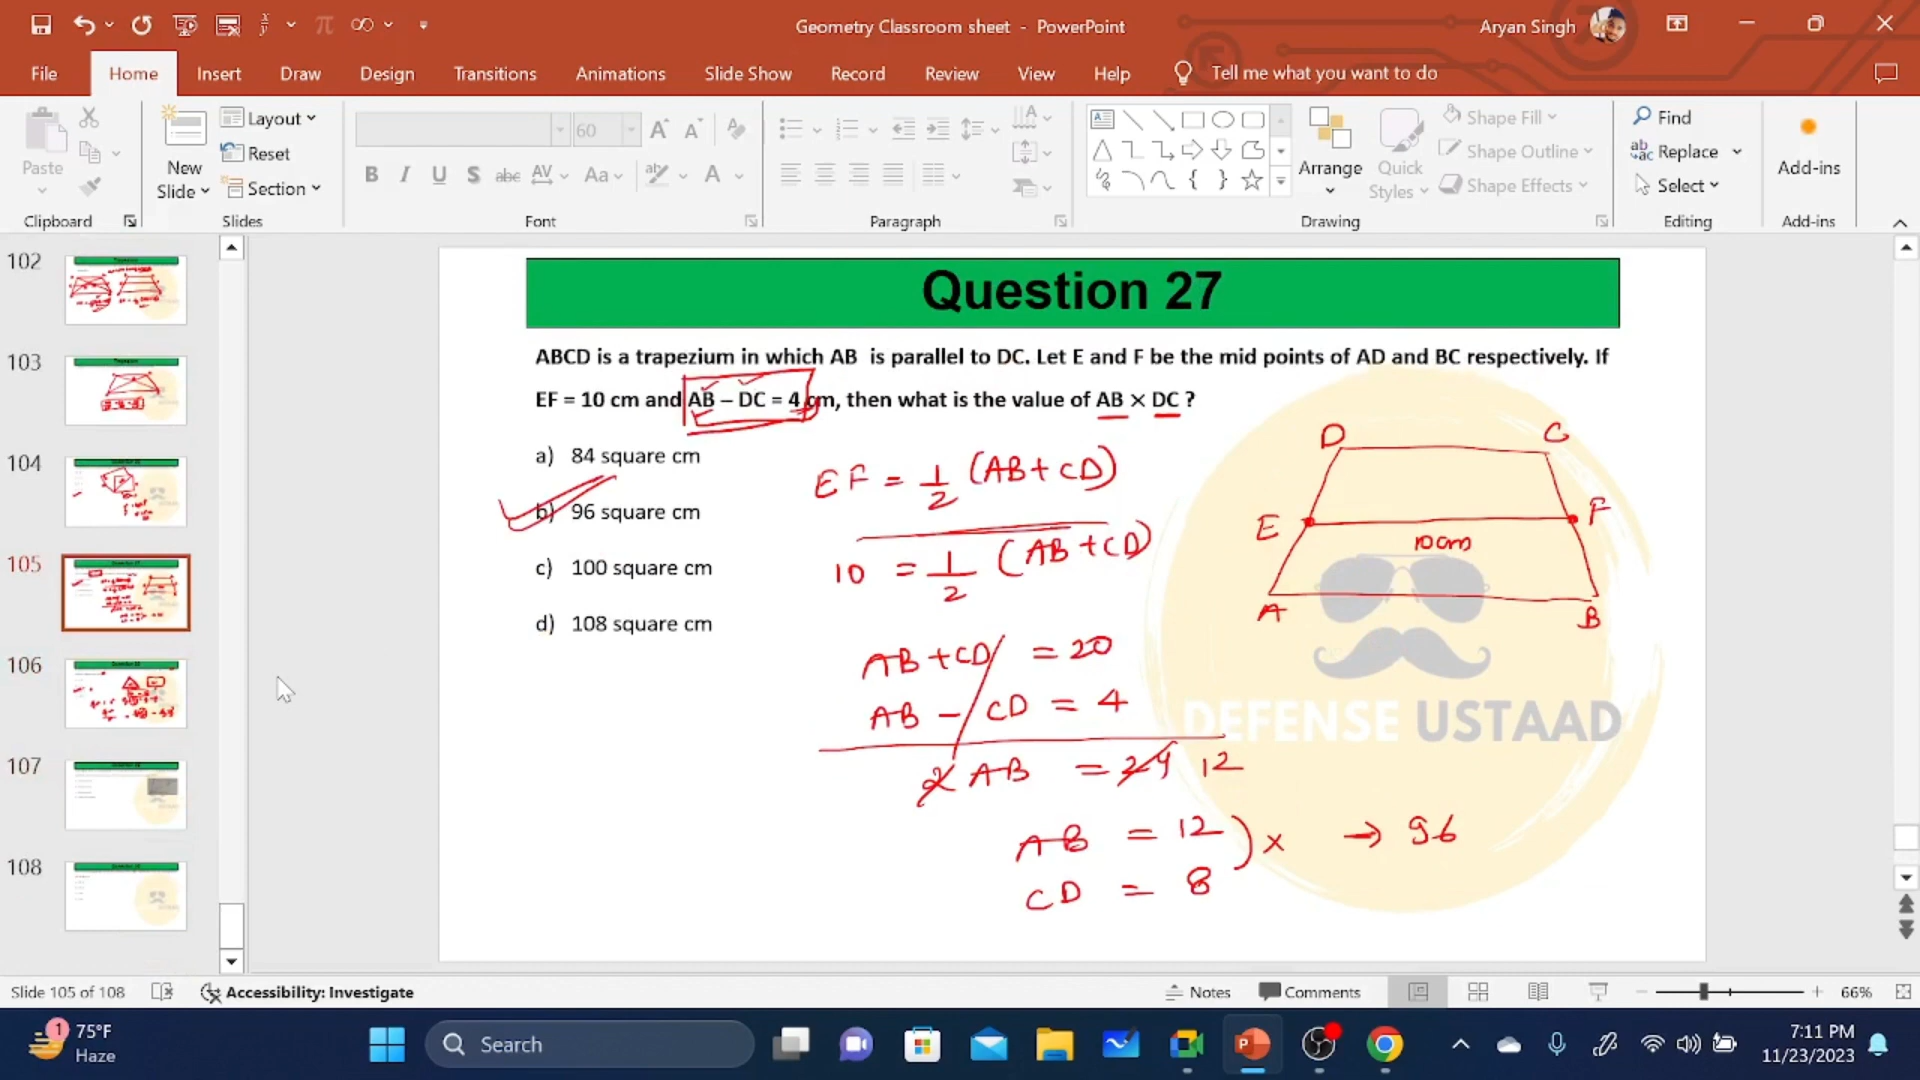 Geometry Classroom sheet - PowerPoint
Aryan Singh
File Home Insert Draw Design Transitions Animations Slide Show Record Review View Help Tell me what you want to do
Paste
New Slide
Layout
Reset
Section
60
B I U S abc AV Aa A
Arrange
Quick Styles
Shape Fill
Shape Outline
Shape Effects
Find
Replace
Select
Add-ins
Clipboard Slides Font Paragraph Drawing Editing Add-ins
102
103
104
105
106
107
108
Question 27
ABCD is a trapezium in which AB is parallel to DC. Let E and F be the mid points of AD and BC respectively. If
EF = 10 cm and AB – DC = 4 cm, then what is the value of AB × DC ?
a) 84 square cm
b) 96 square cm
c) 100 square cm
d) 108 square cm
EF = 1/2 (AB + CD)
10 = 1/2 (AB + CD)
AB + CD = 20
AB - CD = 4
2AB = 24 12
AB = 12
CD = 8
) × → 96
D C
E F
10cm
A B
DEFENSE USTAAD
Slide 105 of 108 Accessibility: Investigate Notes Comments 66%
1 75°F
Haze
Search
7:11 PM
11/23/2023